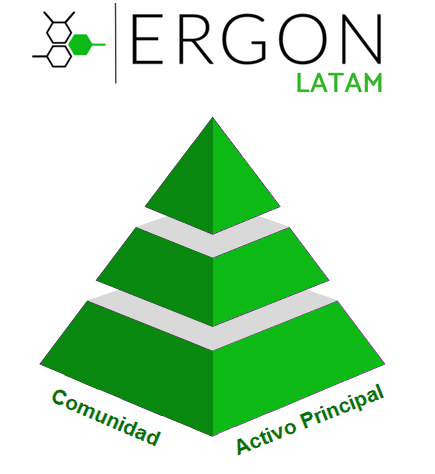 ERGON
LATAM
Comunidad
Activo Principal